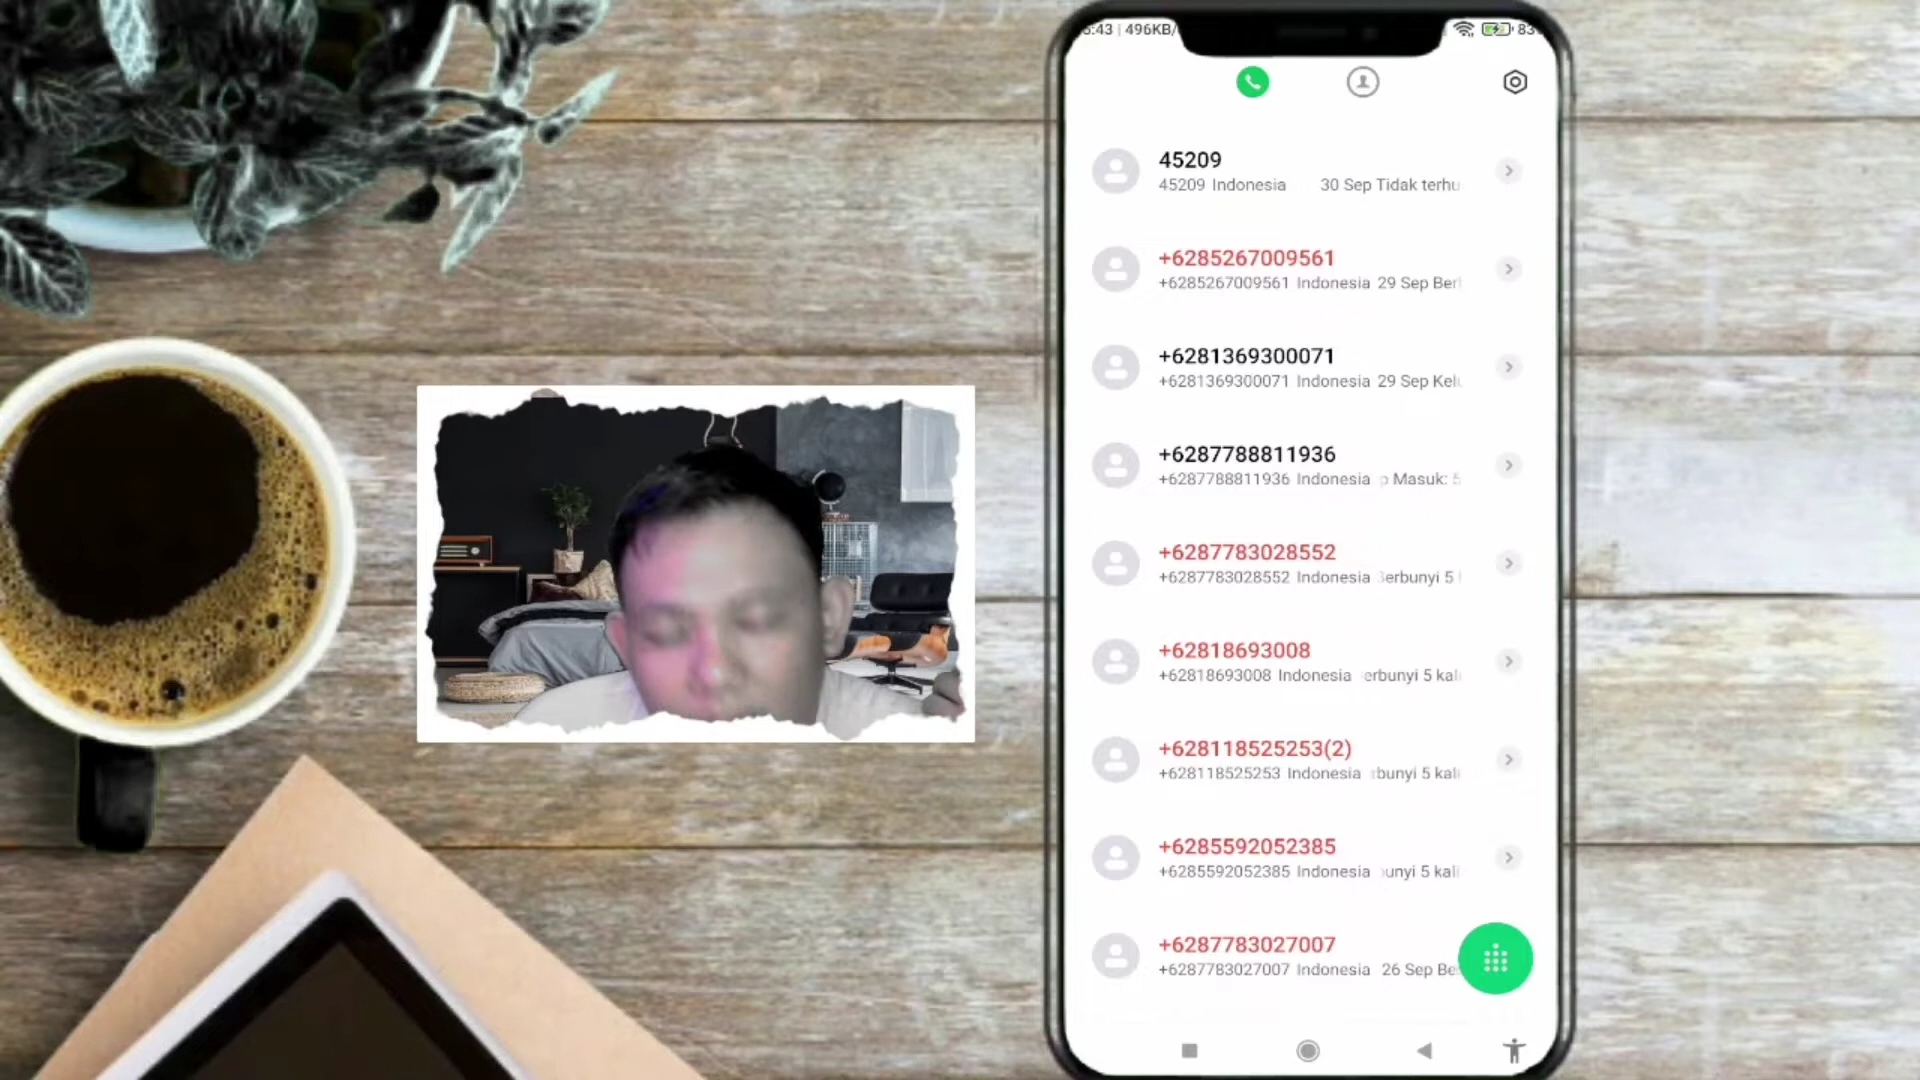 :43 | 496KB/
83
45209
45209 Indonesia 30 Sep Tidak terhu
+6285267009561
+6285267009561 Indonesia 29 Sep Ber
+6281369300071
+6281369300071 Indonesia 29 Sep Kel
+6287788811936
+6287788811936 Indonesia p Masuk: 5
+6287783028552
+6287783028552 Indonesia erbunyi 5
+62818693008
+62818693008 Indonesia erbunyi 5 kali
+628118525253(2)
+628118525253 Indonesia rbunyi 5 kali
+6285592052385
+6285592052385 Indonesia unyi 5 kali
+6287783027007
+6287783027007 Indonesia 26 Sep Be